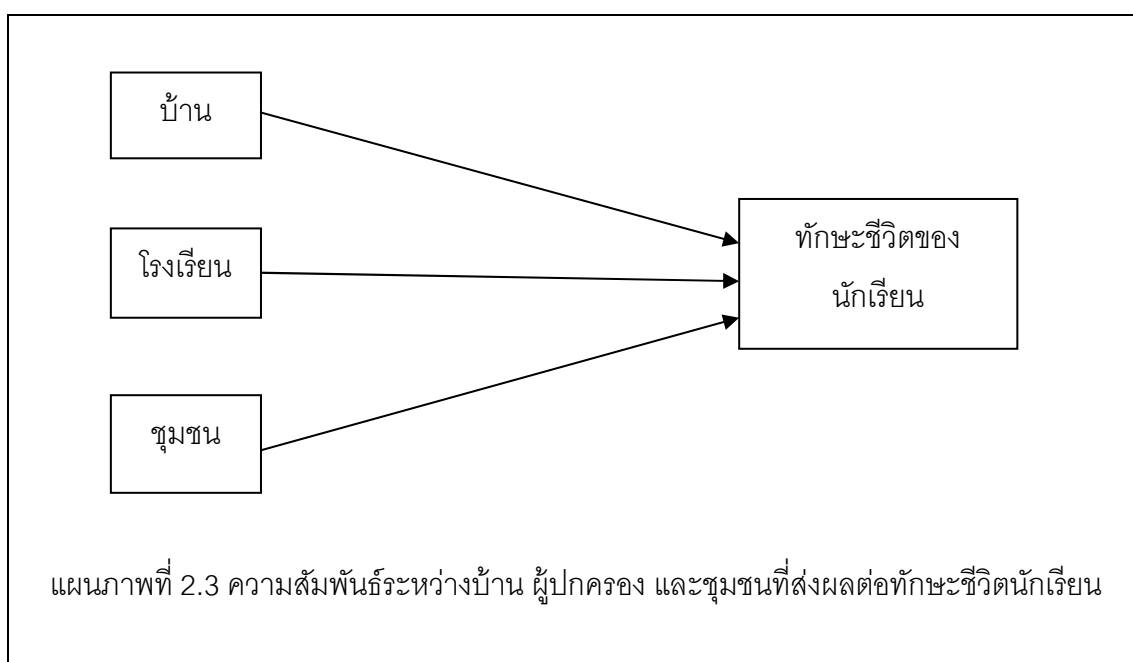 บ้าน
โรงเรียน
ชุมชน
ทักษะชีวิตของ
นักเรียน
แผนภาพที่ 2.3 ความสัมพันธ์ระหว่างบ้าน ผู้ปกครอง และชุมชนที่ส่งผลต่อทักษะชีวิตนักเรียน